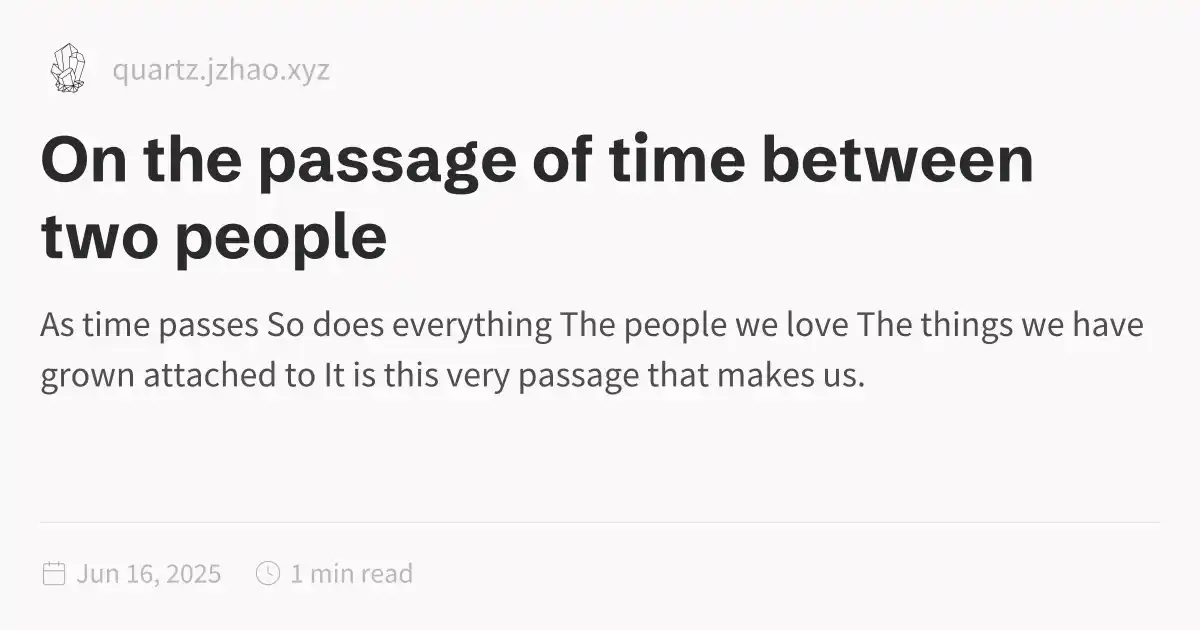 quartz.jzhao.xyz
On the passage of time between
two people
As time passes So does everything The people we love The things we have
grown attached to It is this very passage that makes us.
Jun 16, 2025 1 min read